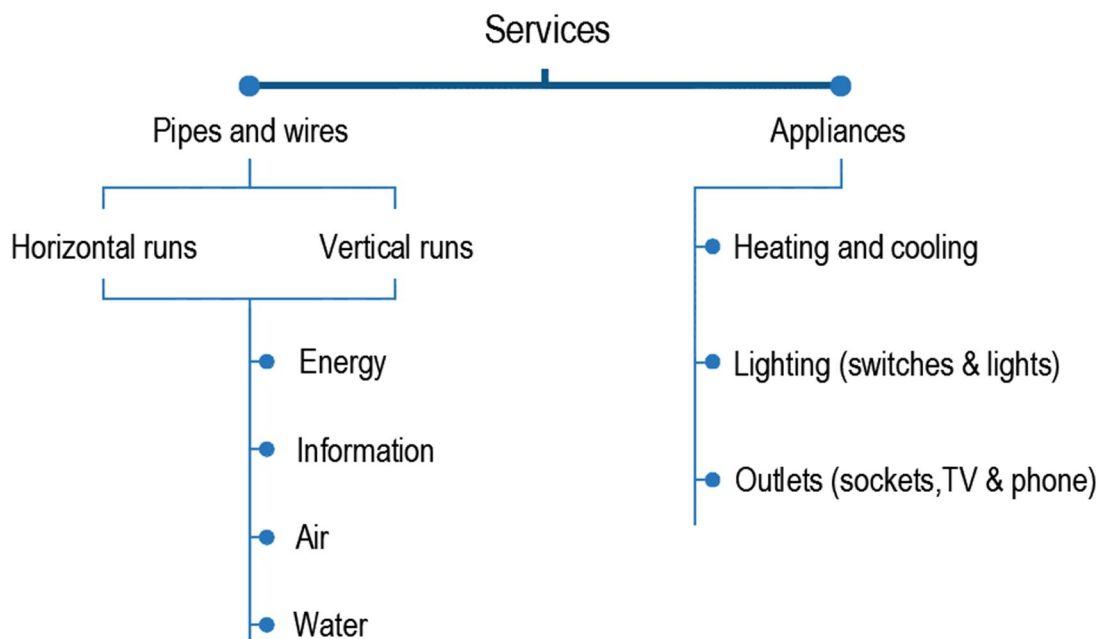 Services
Pipes and wires
Appliances
Horizontal runs
Vertical runs
Heating and cooling
Energy
Lighting (switches & lights)
Information
Outlets (sockets,TV & phone)
Air
Water